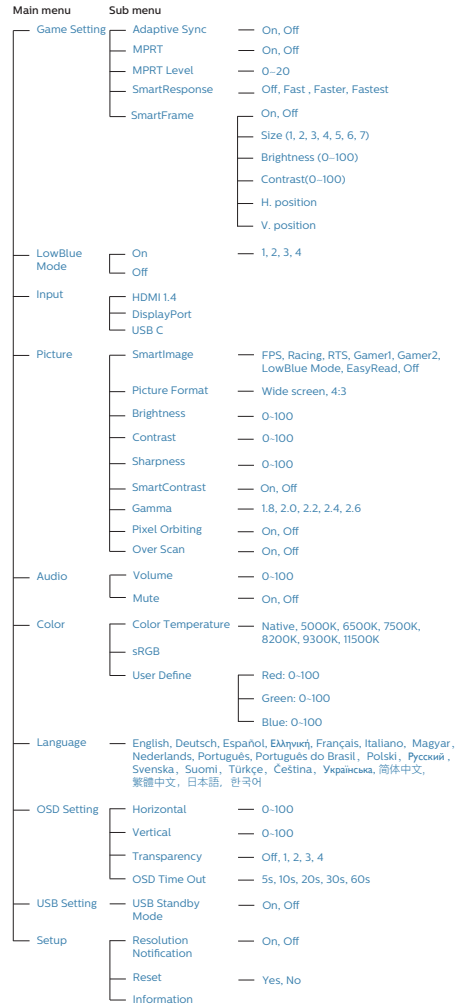 Main menu Sub menu
Game Setting Adaptive Sync On, Off
MPRT On, Off
MPRT Level 0–20
SmartResponse Off, Fast , Faster, Fastest
SmartFrame On, Off
Size (1, 2, 3, 4, 5, 6, 7)
Brightness (0–100)
Contrast(0–100)
H. position
V. position
LowBlue On 1, 2, 3, 4
Mode Off
Input HDMI 1.4
DisplayPort
USB C
Picture SmartImage FPS, Racing, RTS, Gamer1, Gamer2,
LowBlue Mode, EasyRead, Off
Picture Format Wide screen, 4:3
Brightness 0~100
Contrast 0~100
Sharpness 0~100
SmartContrast On, Off
Gamma 1.8, 2.0, 2.2, 2.4, 2.6
Pixel Orbiting On, Off
Over Scan On, Off
Audio Volume 0~100
Mute On, Off
Color Color Temperature Native, 5000K, 6500K, 7500K,
8200K, 9300K, 11500K
sRGB
User Define Red: 0~100
Green: 0~100
Blue: 0~100
Language English, Deutsch, Español, Ελληνική, Français, Italiano, Magyar,
Nederlands, Português, Português do Brasil, Polski, Русский ,
Svenska, Suomi, Türkçe, Čeština, Українська, 简体中文,
繁體中文, 日本語, 한국어
OSD Setting Horizontal 0~100
Vertical 0~100
Transparency Off, 1, 2, 3, 4
OSD Time Out 5s, 10s, 20s, 30s, 60s
USB Setting USB Standby On, Off
Mode
Setup Resolution On, Off
Notification
Reset Yes, No
Information